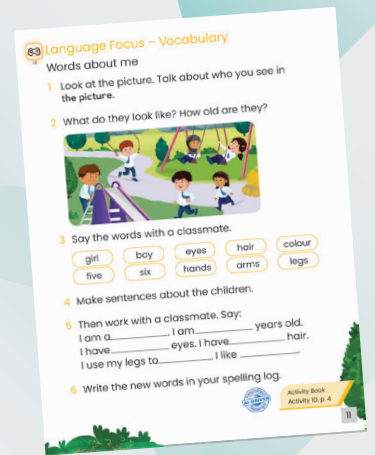 Language Focus – Vocabulary
Words about me
1 Look at the picture. Talk about who you see in
the picture.
2 What do they look like? How old are they?
3 Say the words with a classmate.
girl boy eyes hair colour
five six hands arms legs
4 Make sentences about the children.
5 Then work with a classmate. Say:
I am a__________. I am__________ years old.
I have__________ eyes. I have__________ hair.
I use my legs to__________. I like __________
6 Write the new words in your spelling log.
Activity Book
Activity 10, p. 4
11